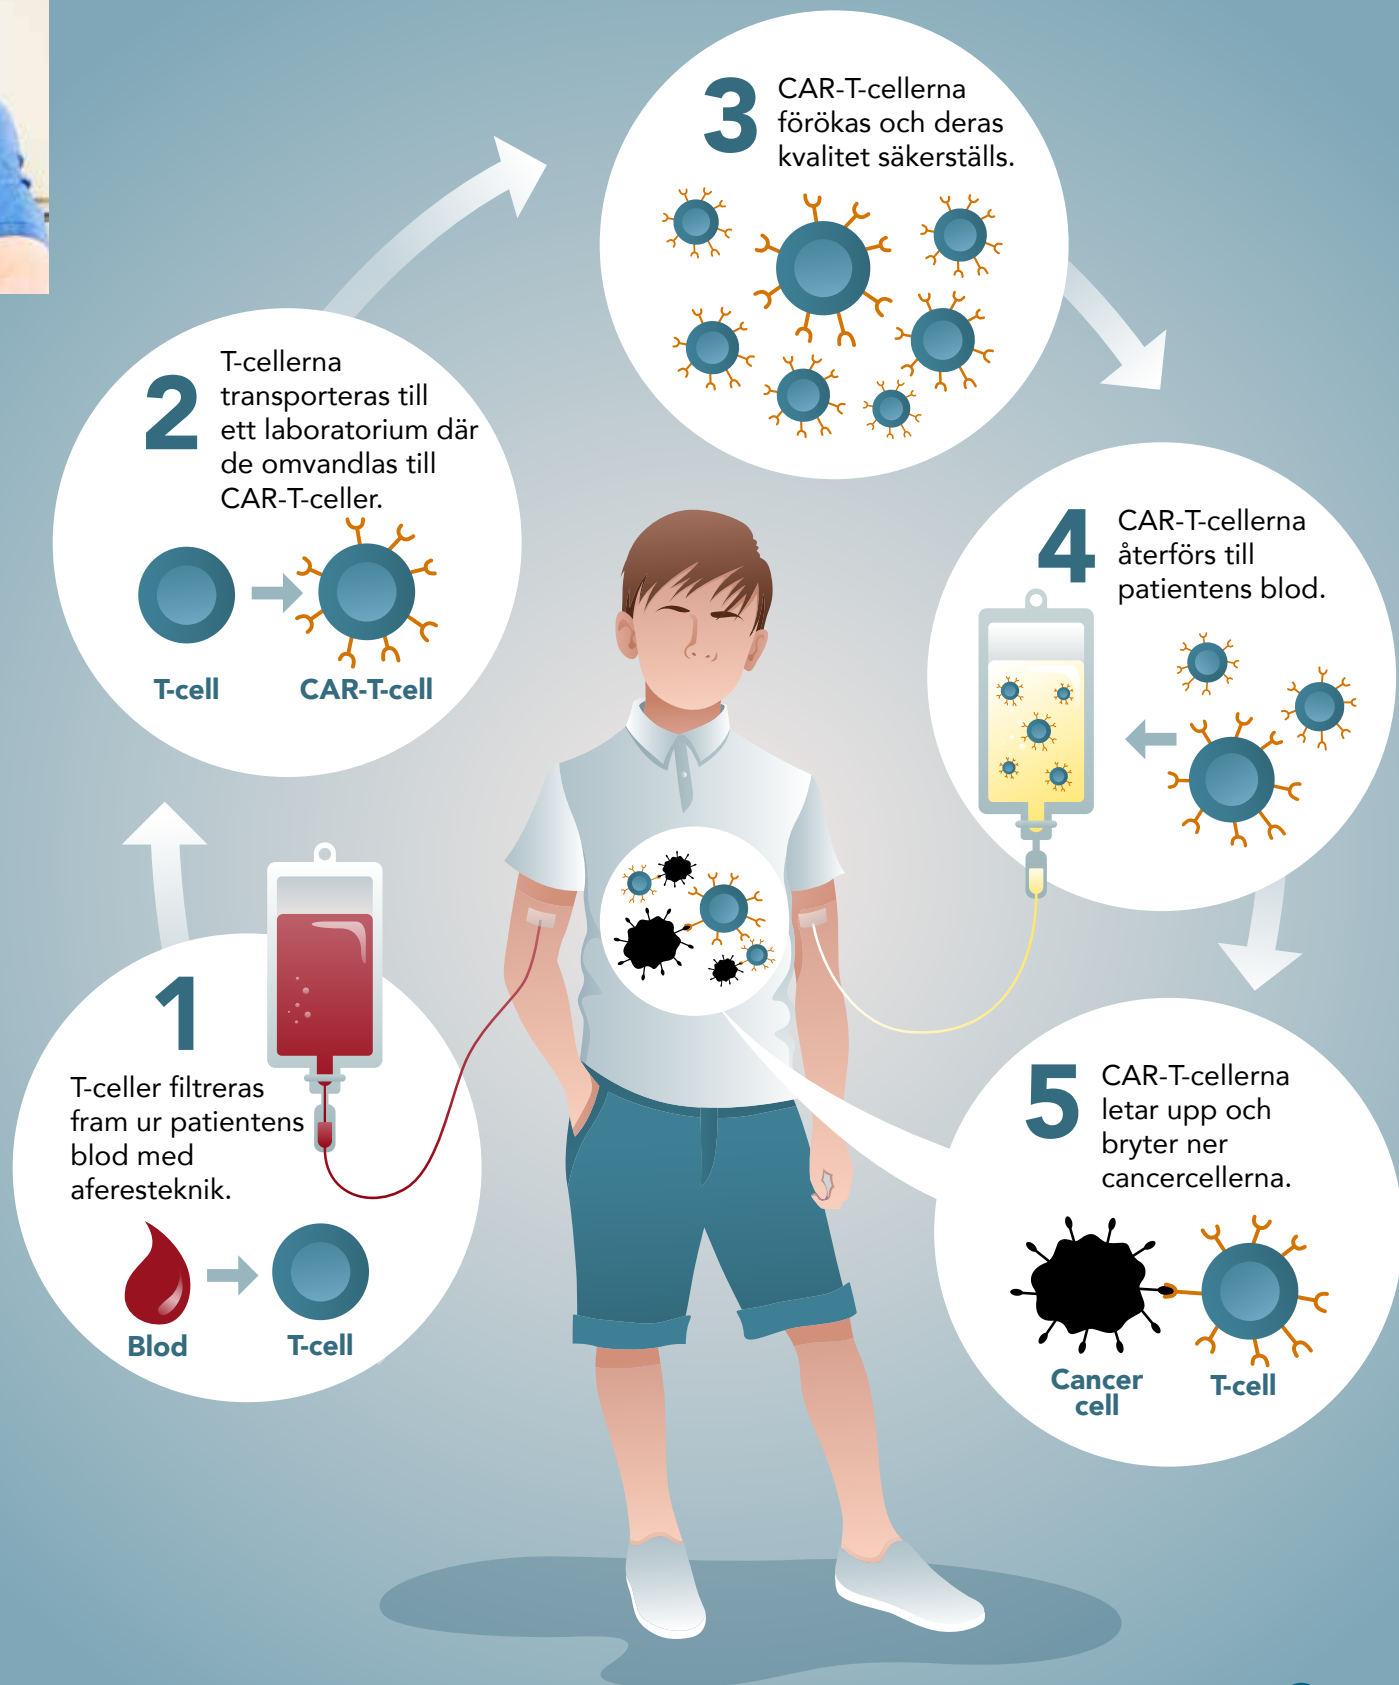 1
T-celler filtreras
fram ur patientens
blod med
aferesteknik.
Blod
T-cell
2
T-cellerna
transporteras till
ett laboratorium där
de omvandlas till
CAR-T-celler.
T-cell
CAR-T-cell
3
CAR-T-cellerna
förökas och deras
kvalitet säkerställs.
4
CAR-T-cellerna
återförs till
patientens blod.
5
CAR-T-cellerna
letar upp och
bryter ner
cancercellerna.
Cancer
cell
T-cell